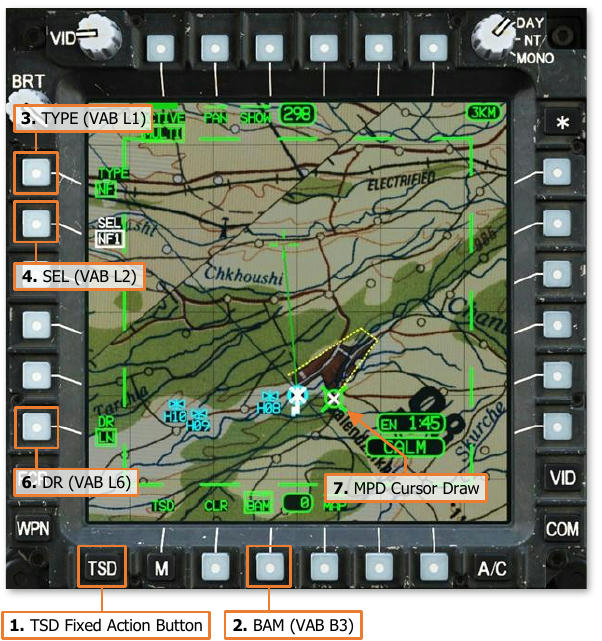 VID
DAY
NT
MONO
BRT
3. TYPE (VAB L1)
PAN
SHOW
298
3KM
MULTI
*
TYPE
NF1
ELECTRIFIED
SEL
NF1
4. SEL (VAB L2)
Chkhoushi
H08
H10
H09
DR
LN
EN 1:45
CALM
Skurche
6. DR (VAB L6)
7. MPD Cursor Draw
VID
TSD
CLR
BAM
0
MAP
WPN
COM
TSD
M
A/C
1. TSD Fixed Action Button
2. BAM (VAB B3)